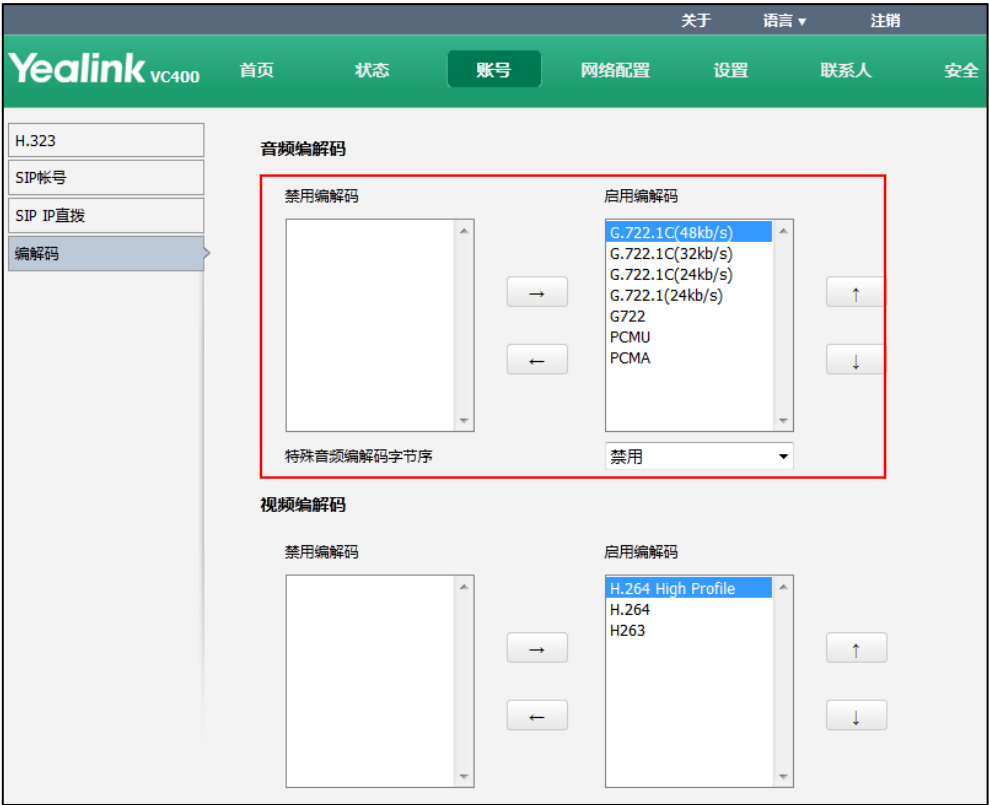 关于 语言 ▾ 注销
Yealink VC400 首页 状态 账号 网络配置 设置 联系人 安全
H.323
SIP帐号
SIP IP直拨
编解码
音频编解码
禁用编解码 启用编解码
G.722.1C(48kb/s)
G.722.1C(32kb/s)
G.722.1C(24kb/s)
G.722.1(24kb/s)
G722
PCMU
PCMA
→
←
↑
↓
特殊音频编解码字节序 禁用
视频编解码
禁用编解码 启用编解码
H.264 High Profile
H.264
H263
→
←
↑
↓